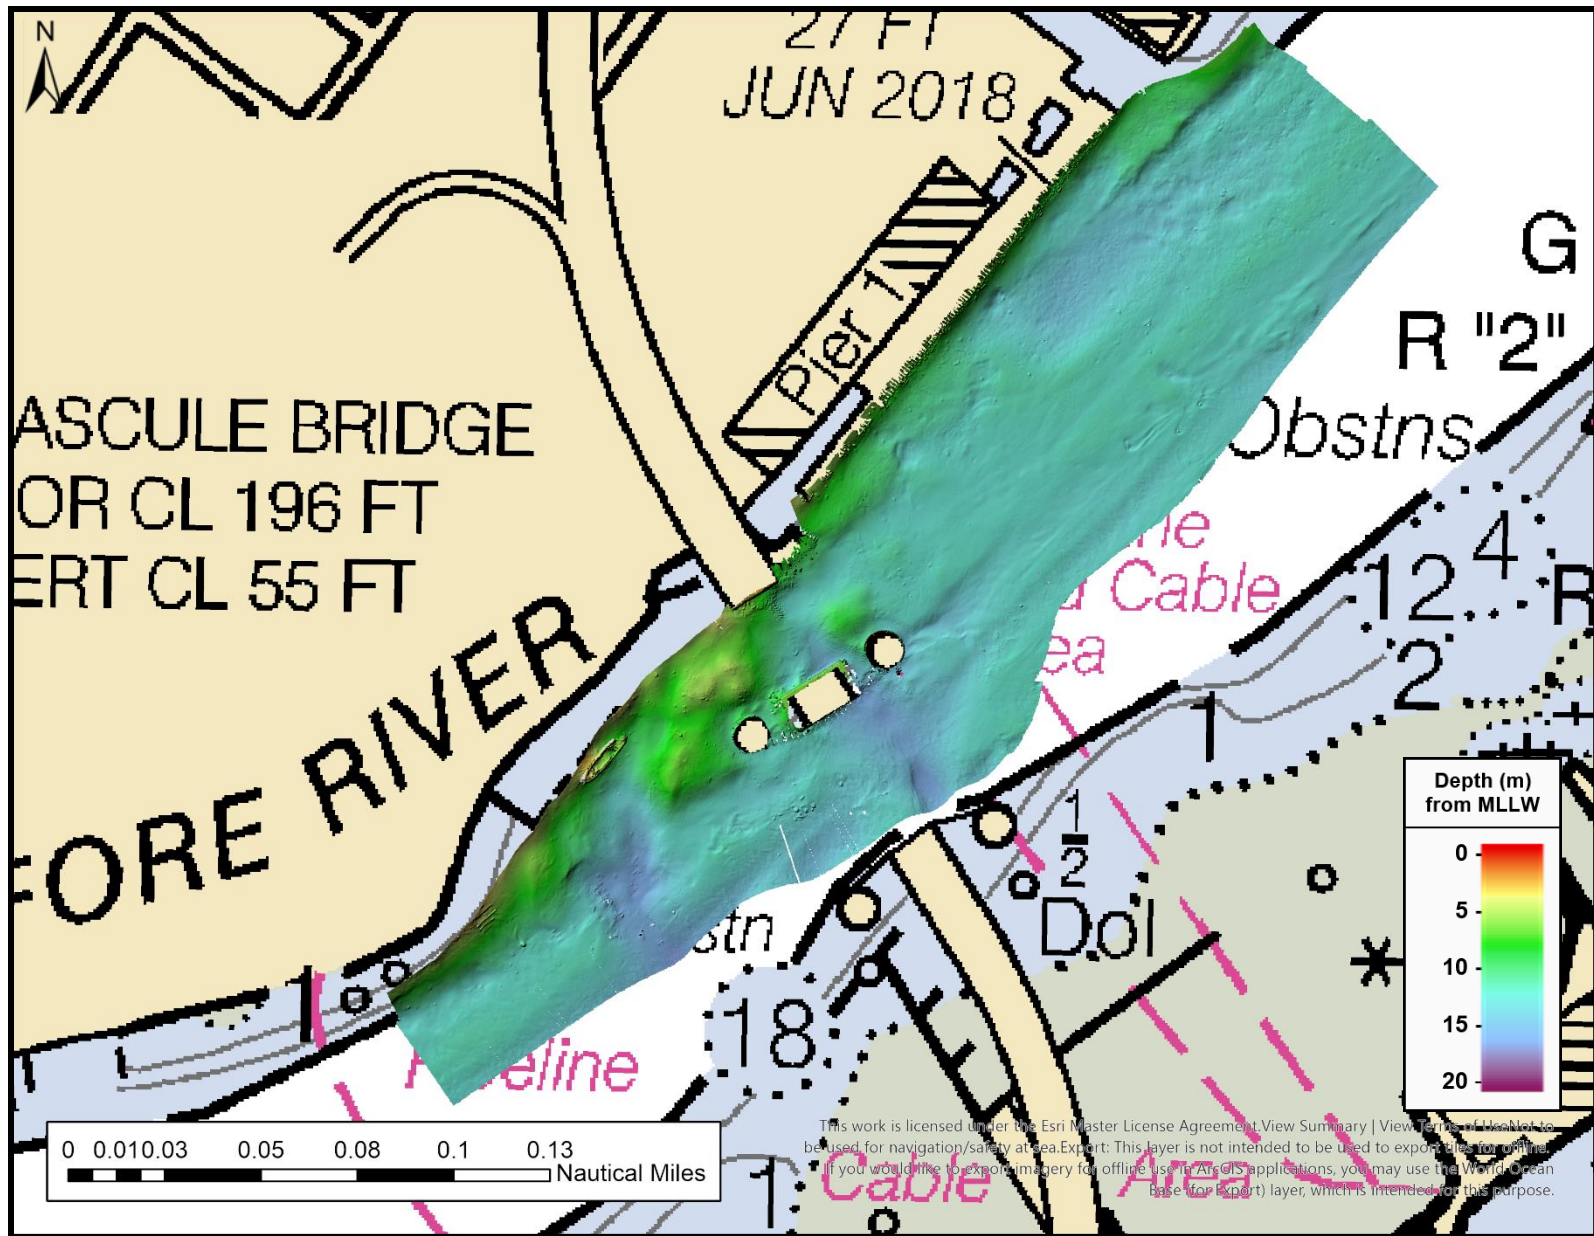 N
27 FT
JUN 2018
Pier 1
G
R "2"
Obstns
ASCULE BRIDGE
OR CL 196 FT
ERT CL 55 FT
FORE RIVER
Cable
ea
4
12
R
2
1
1
2
Dol
stn
18
1
Cable Area
1
Depth (m)
from MLLW
0
5
10
15
20
0 0.010.03 0.05 0.08 0.1 0.13
Nautical Miles
This work is licensed under the Esri Master License Agreement.View Summary | View Terms of UseNot to
be used for navigation/safety at sea.Export: This layer is not intended to be used to export tiles for offline.
If you would like to export imagery for offline use in ArcGIS applications, you may use the World Ocean
Base (for Export) layer, which is intended for this purpose.